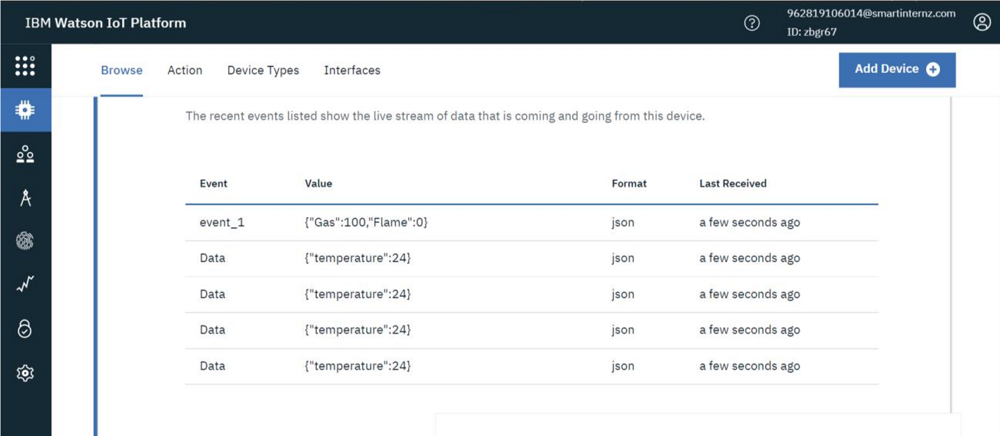 IBM Watson IoT Platform
962819106014@smartinternz.com
ID: zbgr67
Browse Action Device Types Interfaces
Add Device
The recent events listed show the live stream of data that is coming and going from this device.
Event Value Format Last Received
event_1 {"Gas":100,"Flame":0} json a few seconds ago
Data {"temperature":24} json a few seconds ago
Data {"temperature":24} json a few seconds ago
Data {"temperature":24} json a few seconds ago
Data {"temperature":24} json a few seconds ago